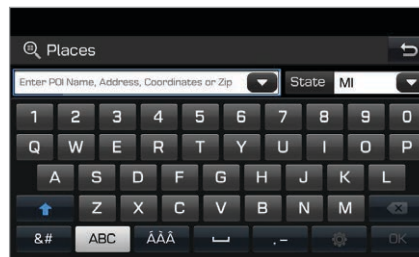 Places
Enter POI Name, Address, Coordinates or Zip State MI
1 2 3 4 5 6 7 8 9 0
Q W E R T Y U I O P
A S D F G H J K L
Z X C V B N M
&# ABC ÁÄÂ .- OK